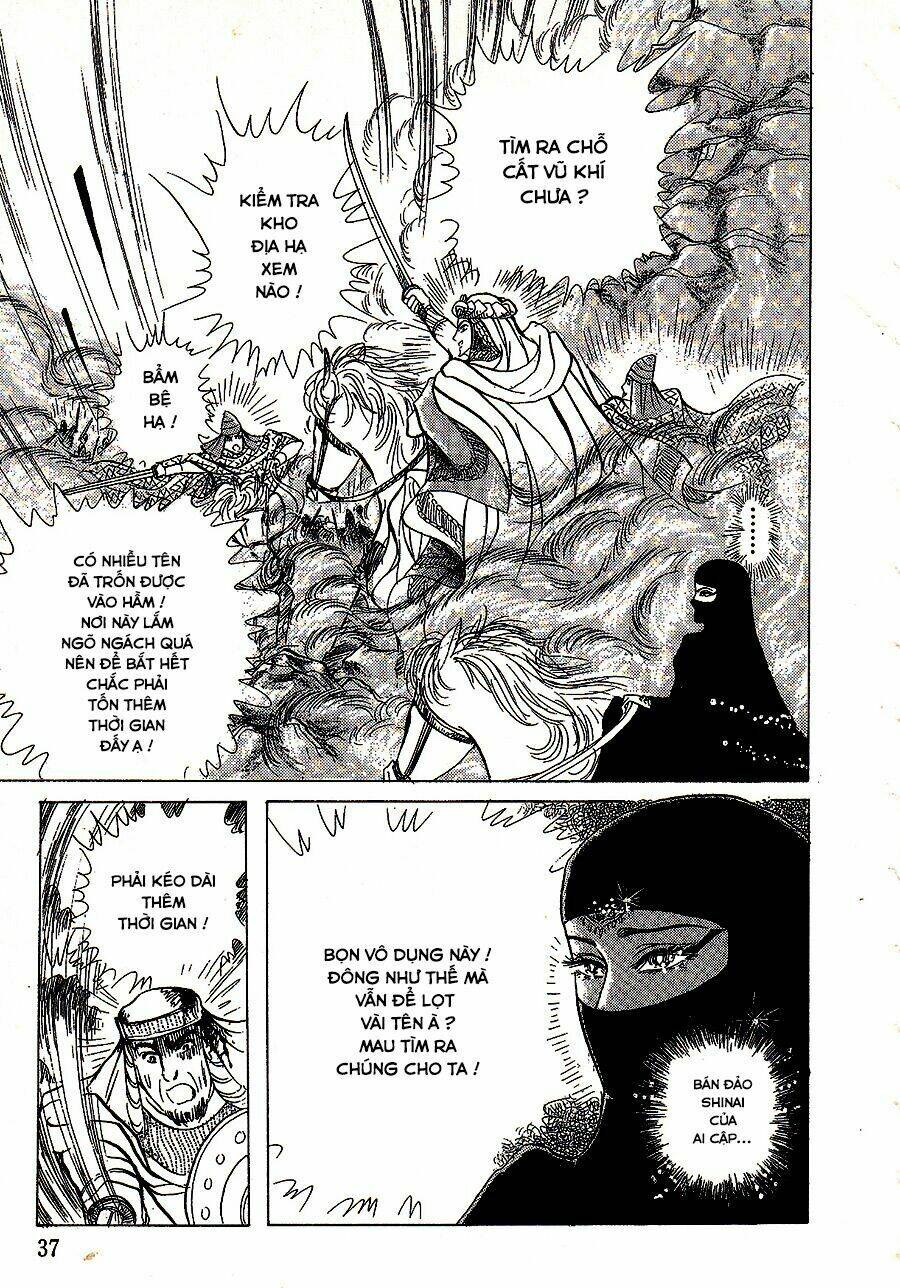 TÌM RA CHỖ
CẤT VŨ KHÍ
CHƯA ?
KIỂM TRA
KHO
ĐỊA HẠ
XEM
NÀO !
BẨM
BỆ
HẠ !
CÓ NHIỀU TÊN
ĐÃ TRỐN ĐƯỢC
VÀO HẦM !
NƠI NÀY LẮM
NGÕ NGÁCH QUÁ
NÊN ĐỂ BẮT HẾT
CHẮC PHẢI
TỐN THÊM
THỜI GIAN
ĐẤY Ạ !
.........
BỌN VÔ DỤNG NÀY !
ĐÔNG NHƯ THẾ MÀ
VẪN ĐỂ LỌT
VÀI TÊN À ?
MAU TÌM RA
CHÚNG CHO TA !
BÁN ĐẢO
SHINAI
CỦA
AI CẬP...
PHẢI KÉO DÀI
THÊM
THỜI GIAN !
37